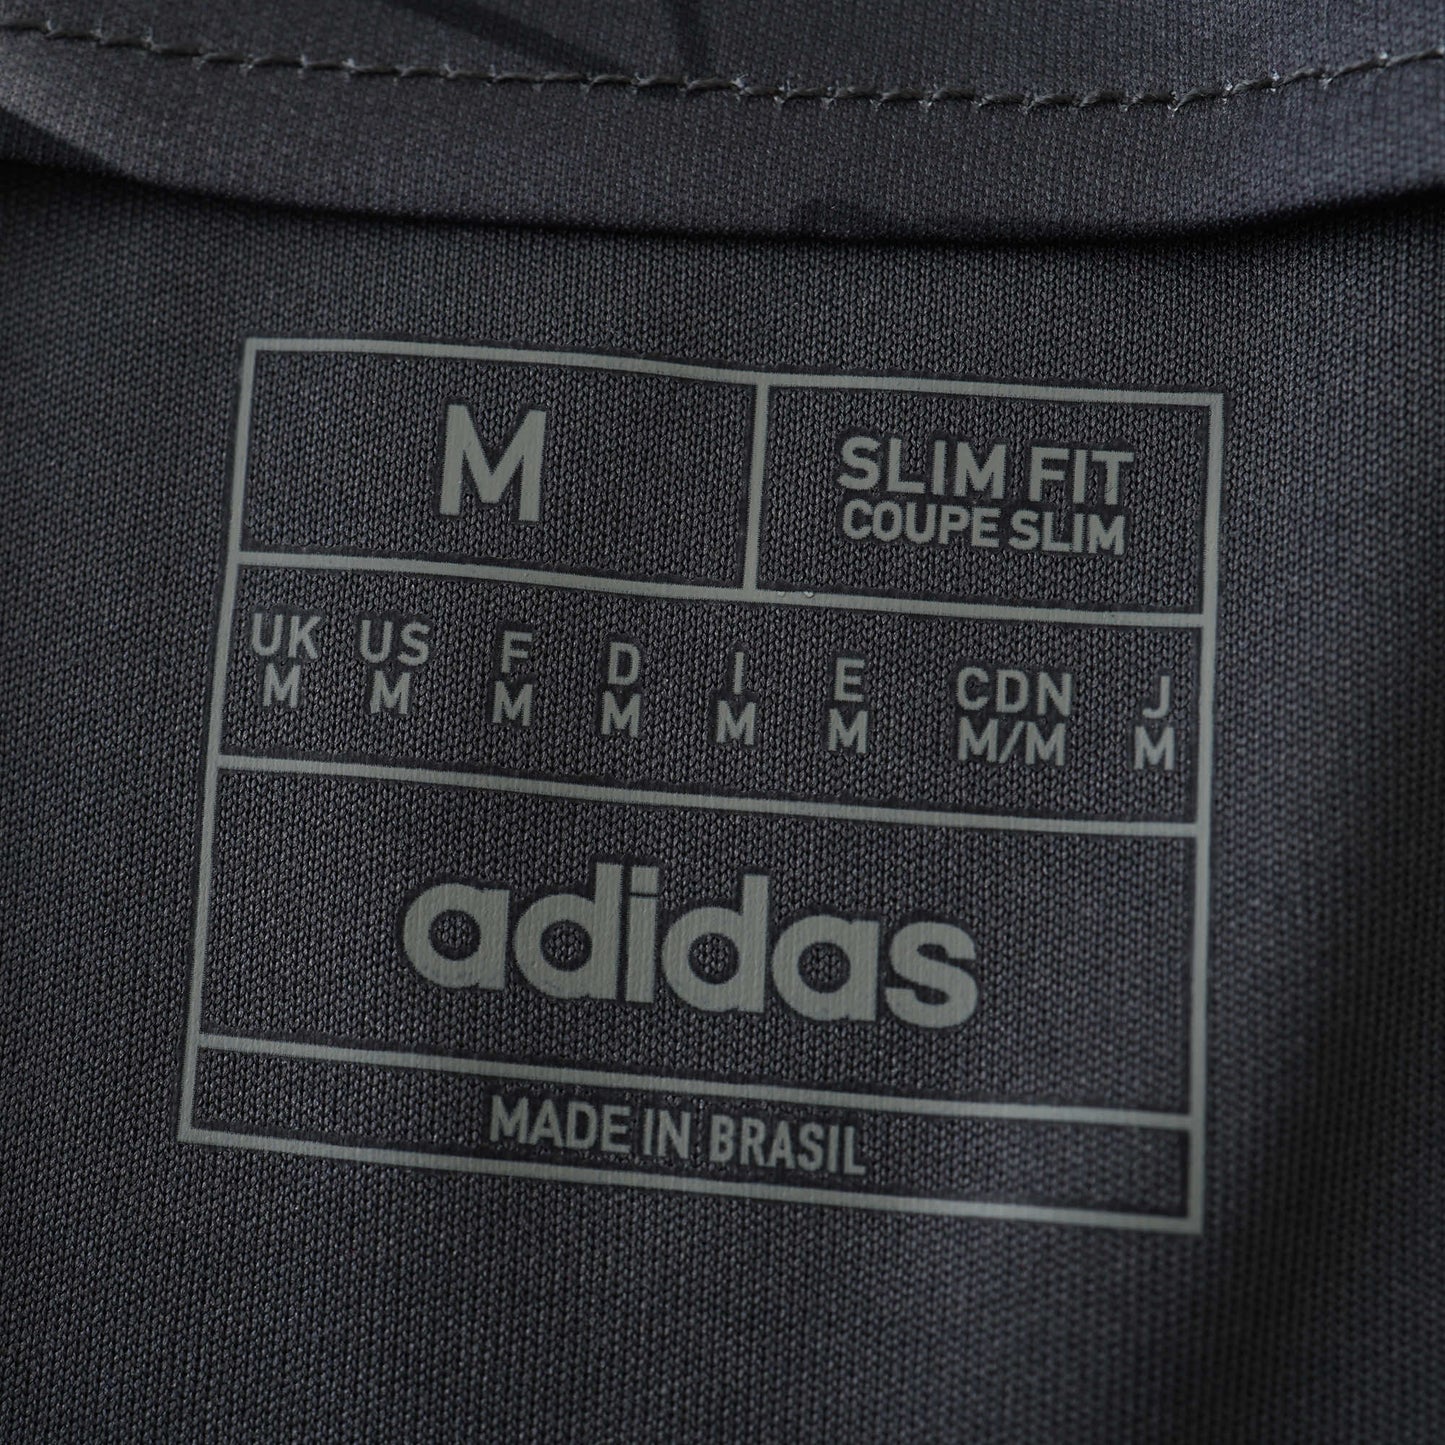 M
SLIM FIT
COUPE SLIM
UK US F D I E CDN J
M M M M M M M/M M
adidas
MADE IN BRASIL